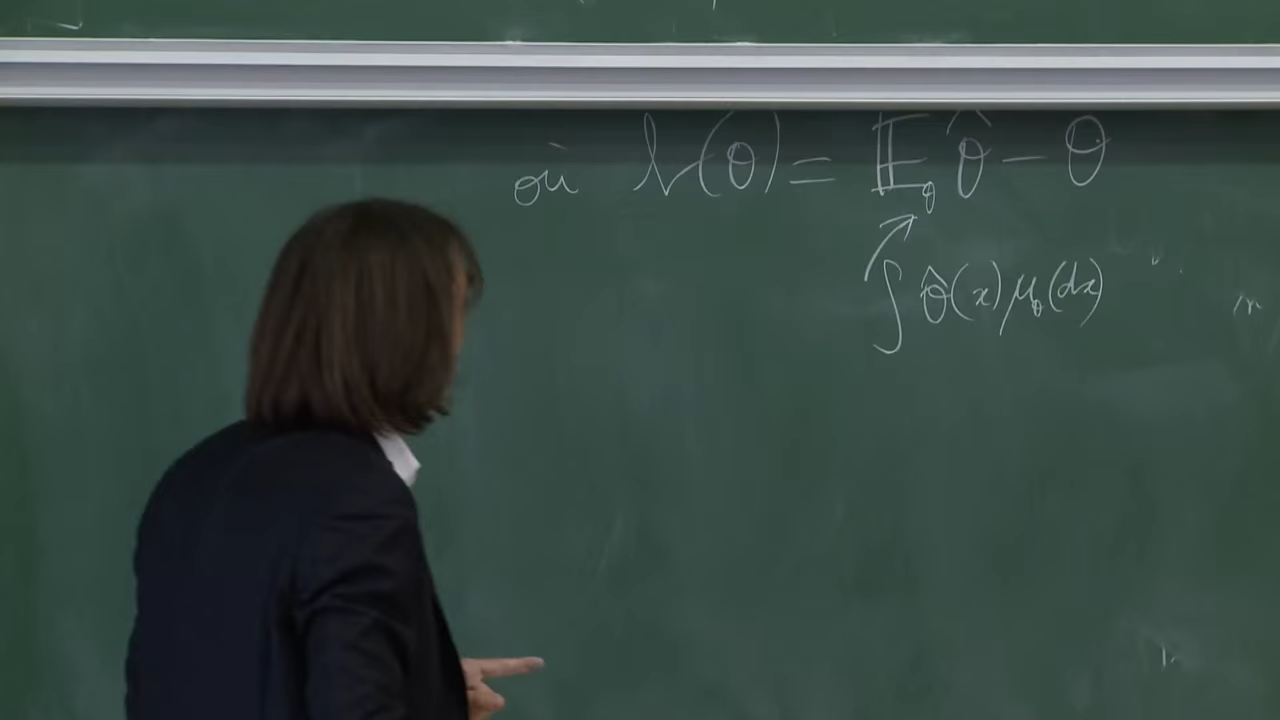 où b(θ) = 𝔼_θ θ̂ − θ
∫ θ̂(x) μ_θ(dx)